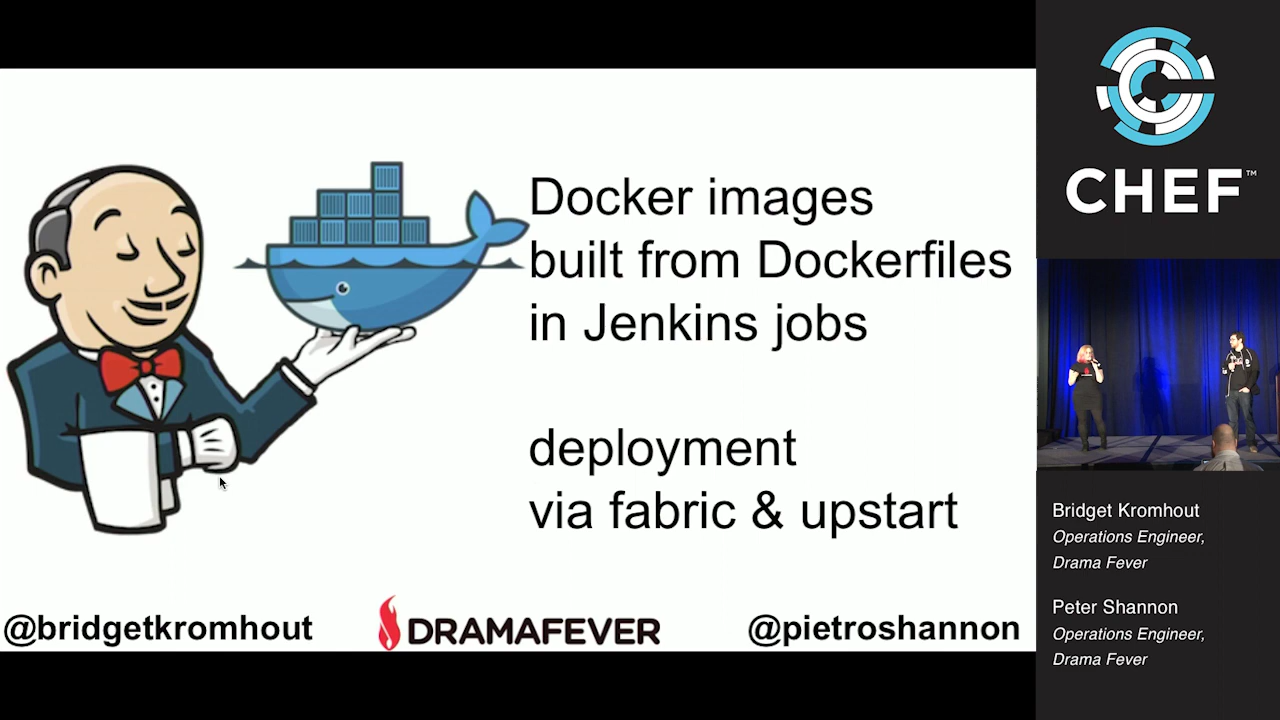 Docker images
built from Dockerfiles
in Jenkins jobs
deployment
via fabric & upstart
@bridgetkromhout
DRAMAFEVER
@pietroshannon
CHEF™
Bridget Kromhout
Operations Engineer,
Drama Fever
Peter Shannon
Operations Engineer,
Drama Fever